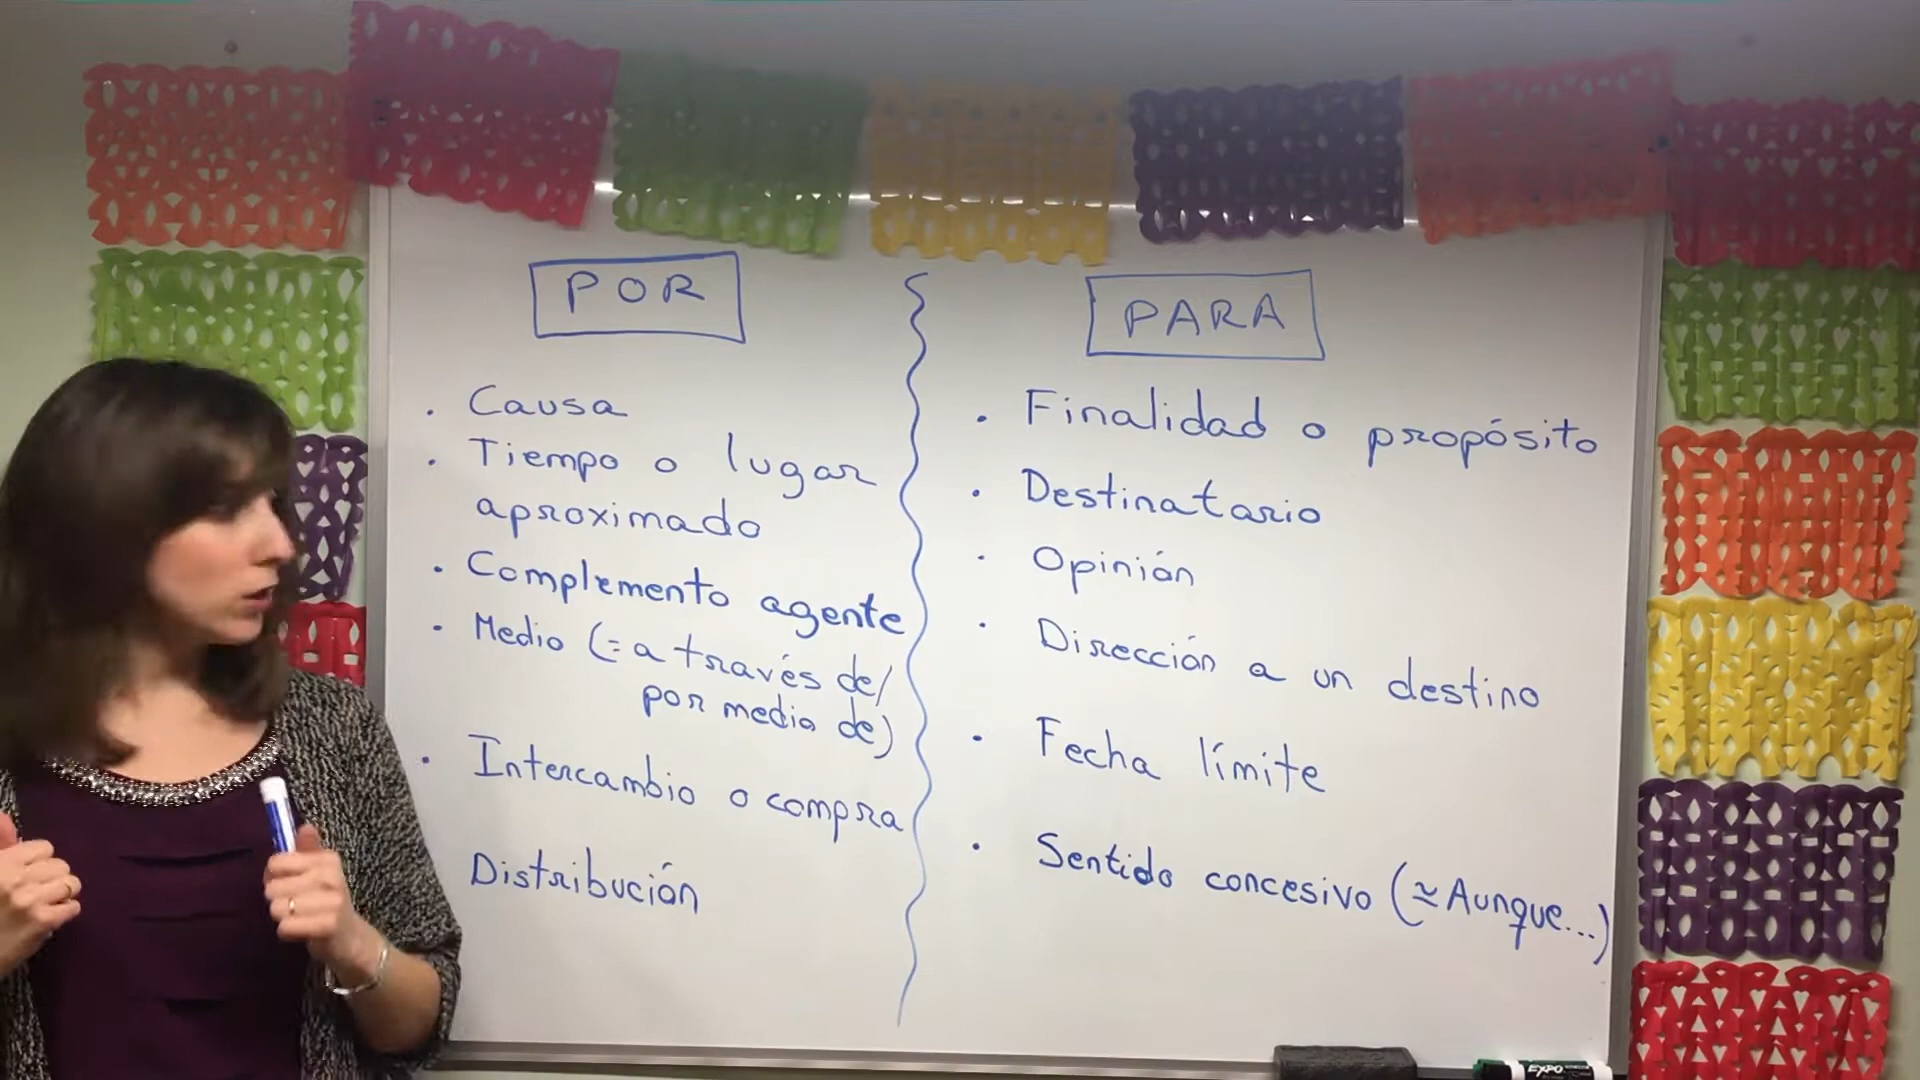 POR
. Causa
. Tiempo o lugar
aproximado
. Complemento agente
. Medio (= a través de/
por medio de)
. Intercambio o compra
Distribución
PARA
. Finalidad o propósito
. Destinatario
. Opinión
. Dirección a un destino
. Fecha límite
. Sentido concesivo (≈ Aunque...)
EXPO